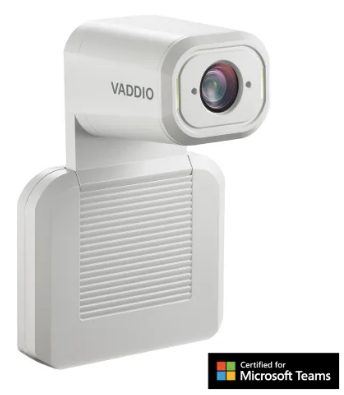 VADDIO
Certified for
Microsoft Teams